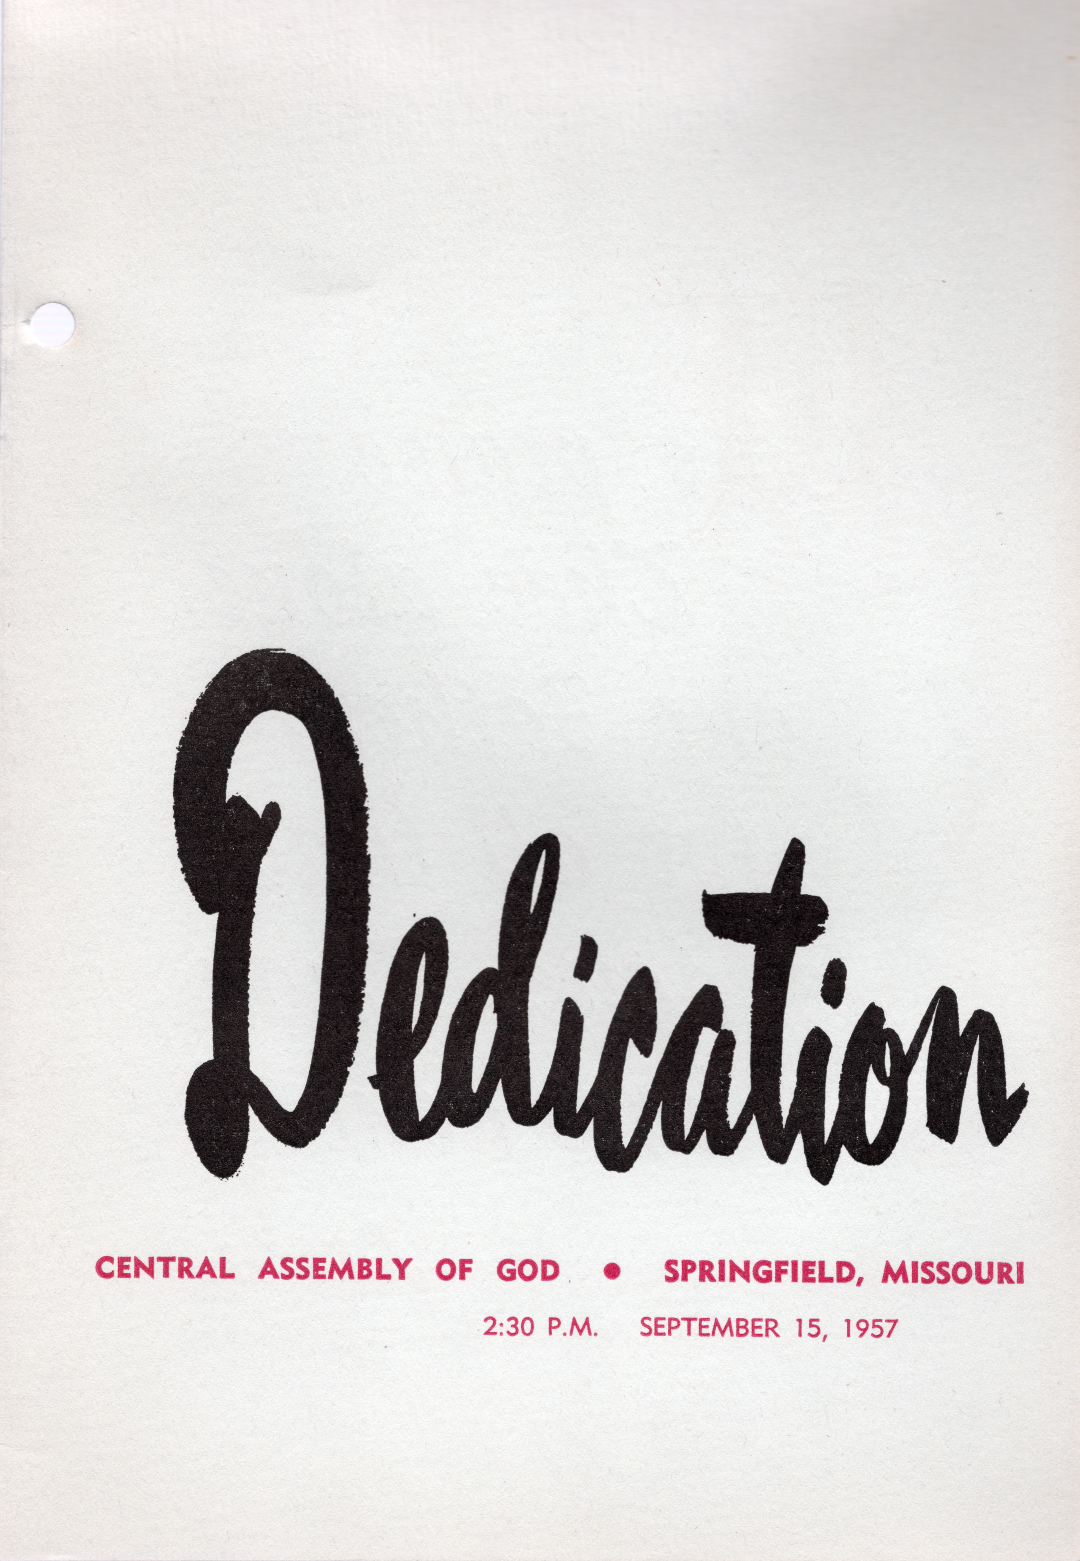 Dedication
CENTRAL ASSEMBLY OF GOD • SPRINGFIELD, MISSOURI
2:30 P.M. SEPTEMBER 15, 1957